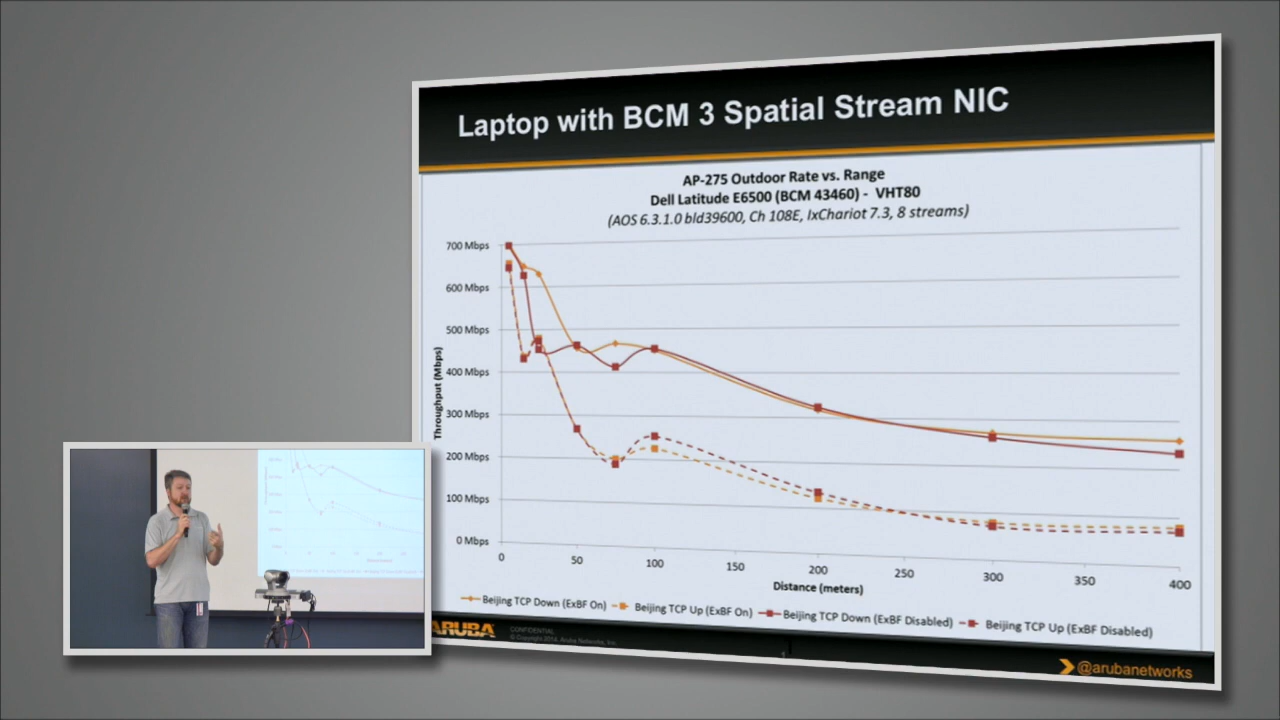 Laptop with BCM 3 Spatial Stream NIC
AP-275 Outdoor Rate vs. Range
Dell Latitude E6500 (BCM 43460) - VHT80
(AOS 6.3.1.0 bld39600, Ch 108E, IxChariot 7.3, 8 streams)
700 Mbps
600 Mbps
500 Mbps
400 Mbps
300 Mbps
200 Mbps
100 Mbps
0 Mbps
Throughput (Mbps)
0 50 100 150 200 250 300 350 400
Distance (meters)
Beijing TCP Down (ExBF On) Beijing TCP Up (ExBF On) Beijing TCP Down (ExBF Disabled) Beijing TCP Up (ExBF Disabled)
ARUBA
CONFIDENTIAL
© Copyright 2014. Aruba Networks, Inc.
1
@arubanetworks